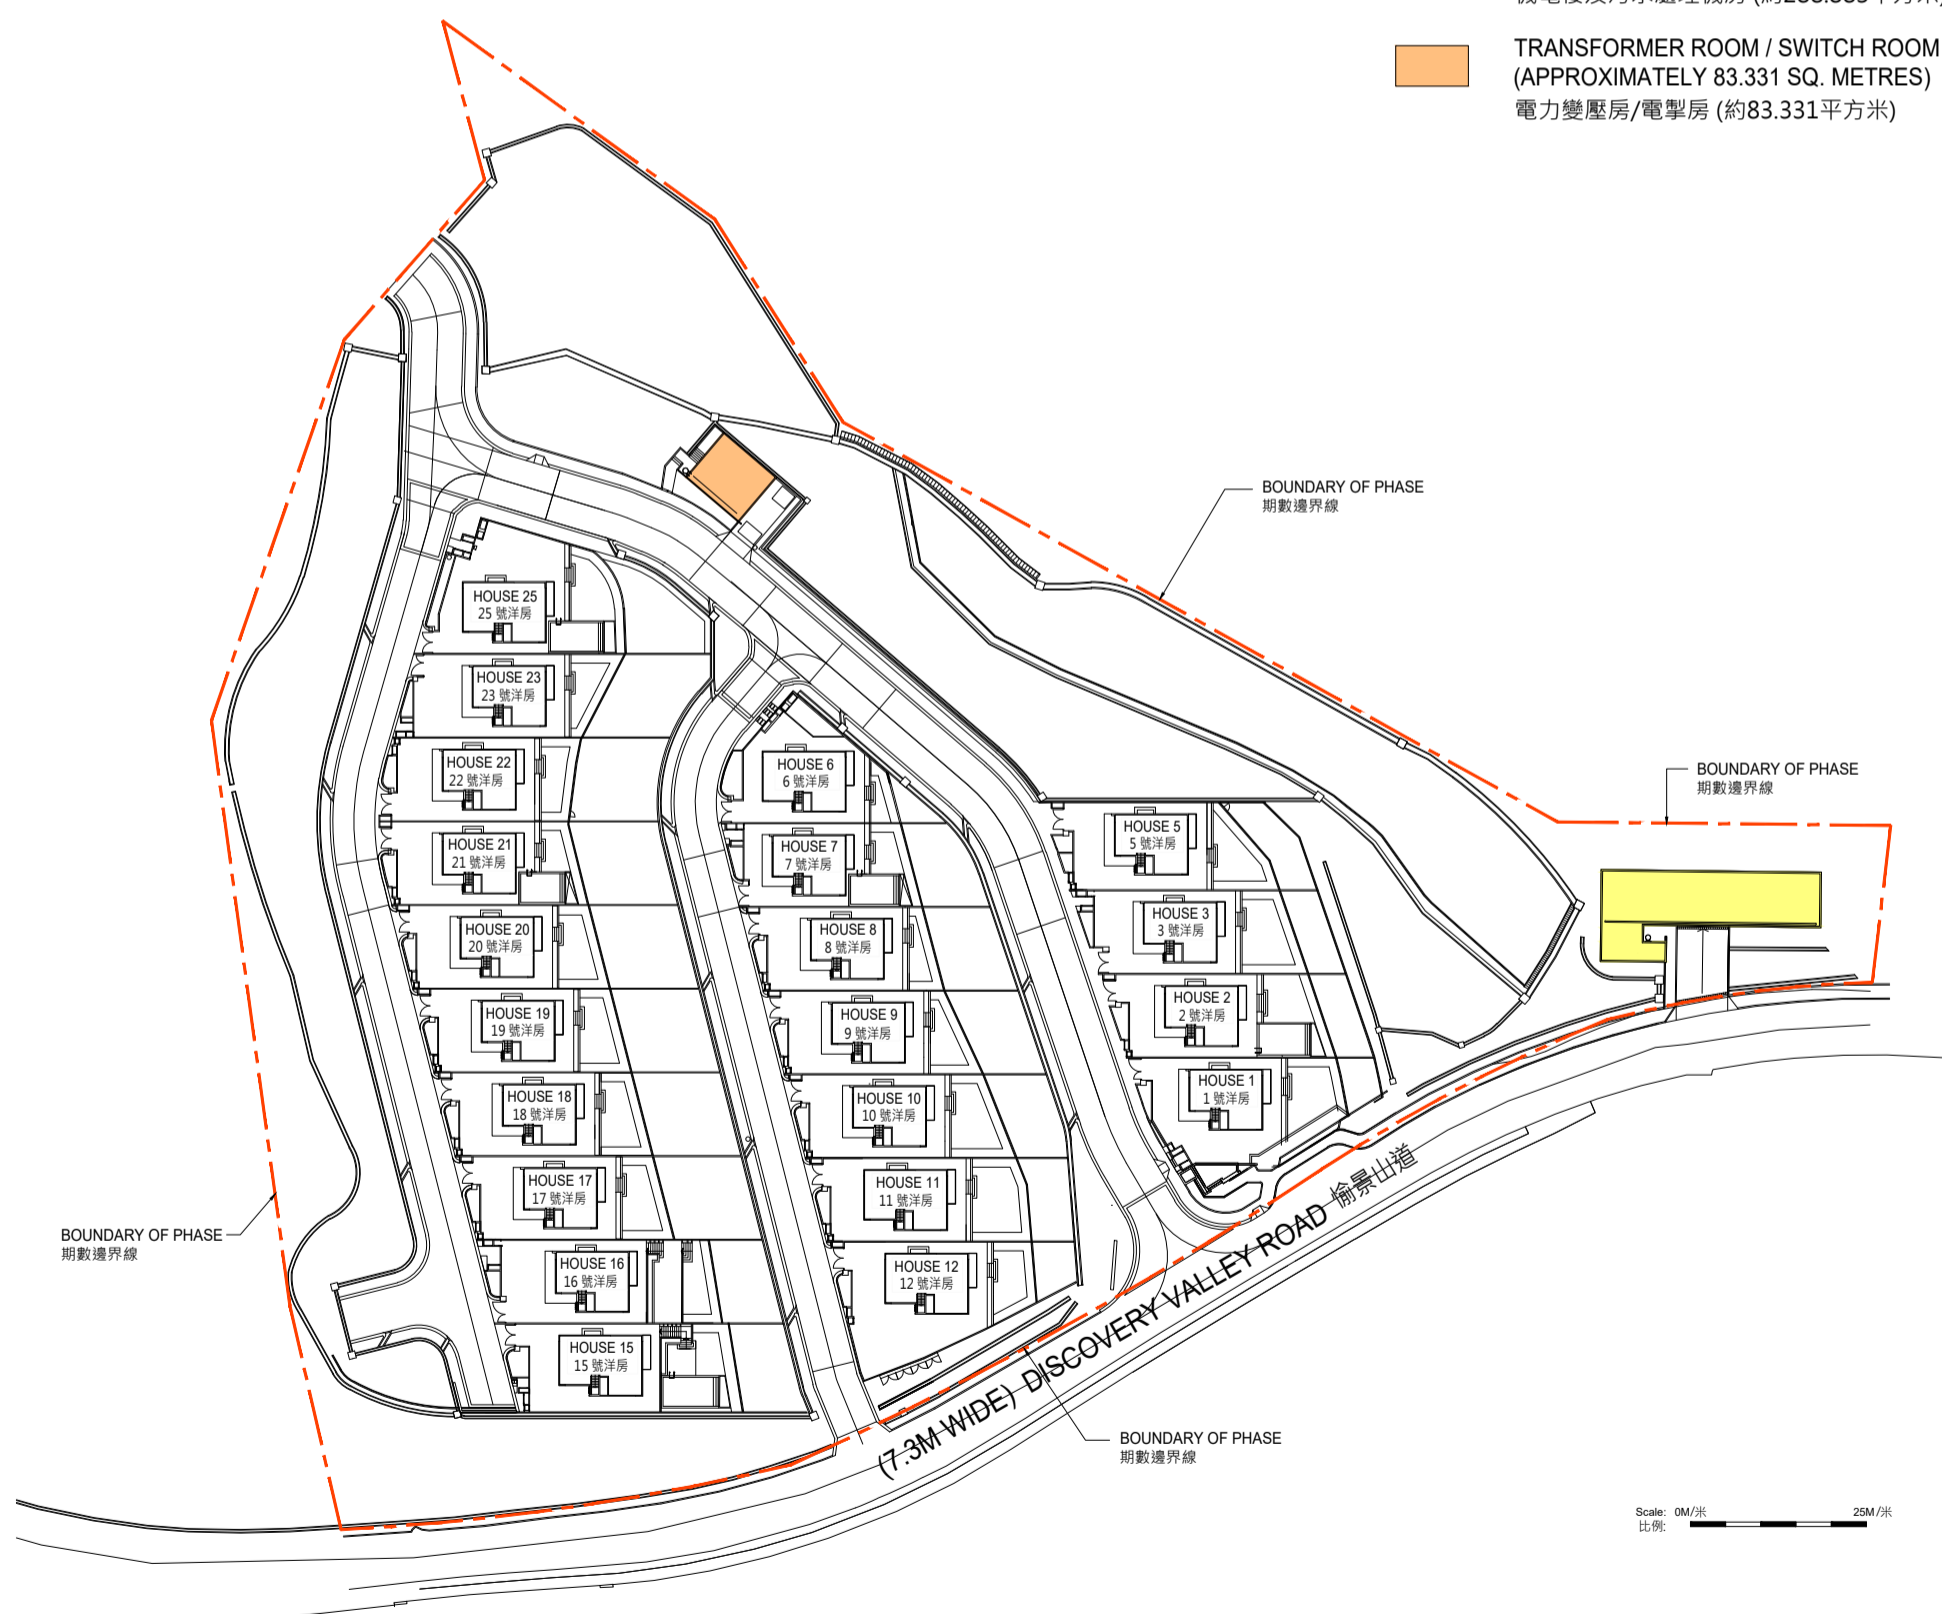 TRANSFORMER ROOM / SWITCH ROOM
(APPROXIMATELY 83.331 SQ. METRES)
電力變壓房/電掣房 (約83.331平方米)
BOUNDARY OF PHASE
期數邊界線
BOUNDARY OF PHASE
期數邊界線
HOUSE 25
25 號洋房
HOUSE 23
23 號洋房
HOUSE 22
22 號洋房
HOUSE 21
21 號洋房
HOUSE 20
20 號洋房
HOUSE 19
19 號洋房
HOUSE 18
18 號洋房
HOUSE 17
17 號洋房
HOUSE 16
16 號洋房
HOUSE 15
15 號洋房
HOUSE 6
6 號洋房
HOUSE 7
7 號洋房
HOUSE 8
8 號洋房
HOUSE 9
9 號洋房
HOUSE 10
10 號洋房
HOUSE 11
11 號洋房
HOUSE 12
12 號洋房
HOUSE 5
5 號洋房
HOUSE 3
3 號洋房
HOUSE 2
2 號洋房
HOUSE 1
1 號洋房
BOUNDARY OF PHASE
期數邊界線
(7.3M WIDE) DISCOVERY VALLEY ROAD 愉景山道
BOUNDARY OF PHASE
期數邊界線
Scale: 0M/米 25M/米
比例: